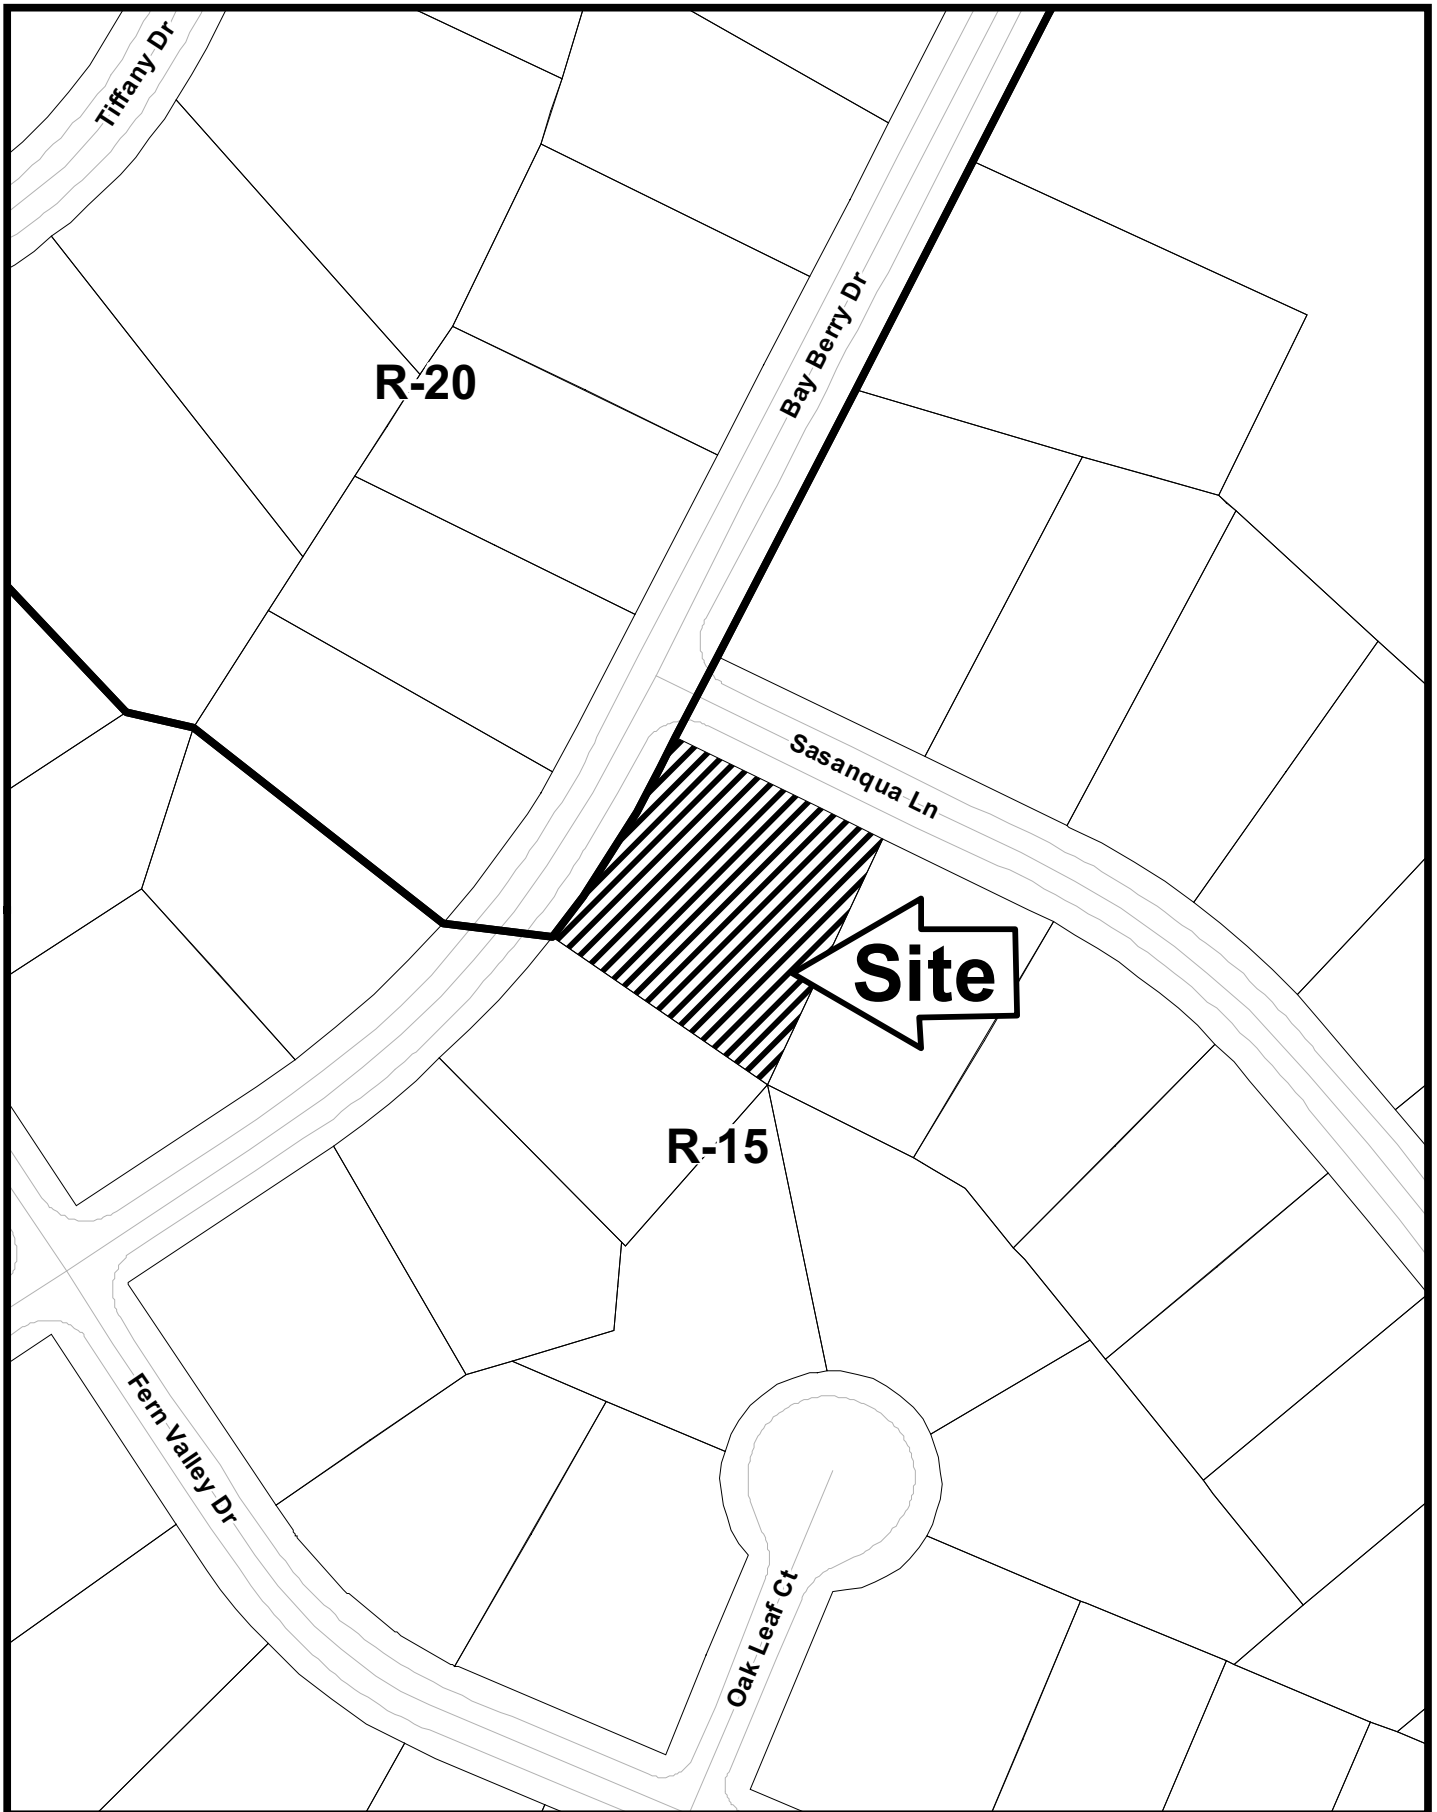 Tiffany Dr
R-20
Bay Berry Dr
Sasanqua Ln
Site
R-15
Fern Valley Dr
Oak Leaf Ct